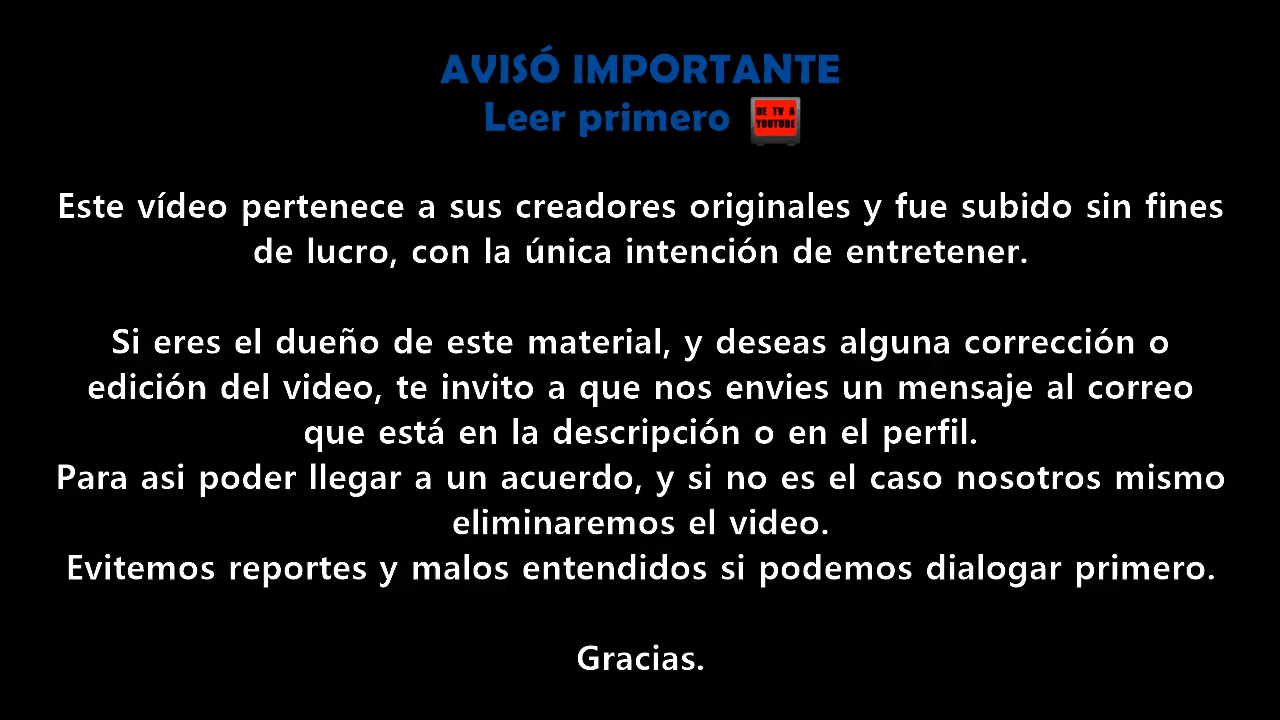 AVISÓ IMPORTANTE
Leer primero
DE TV A
YOUTUBE
Este vídeo pertenece a sus creadores originales y fue subido sin fines
de lucro, con la única intención de entretener.
Si eres el dueño de este material, y deseas alguna corrección o
edición del video, te invito a que nos envies un mensaje al correo
que está en la descripción o en el perfil.
Para asi poder llegar a un acuerdo, y si no es el caso nosotros mismo
eliminaremos el video.
Evitemos reportes y malos entendidos si podemos dialogar primero.
Gracias.